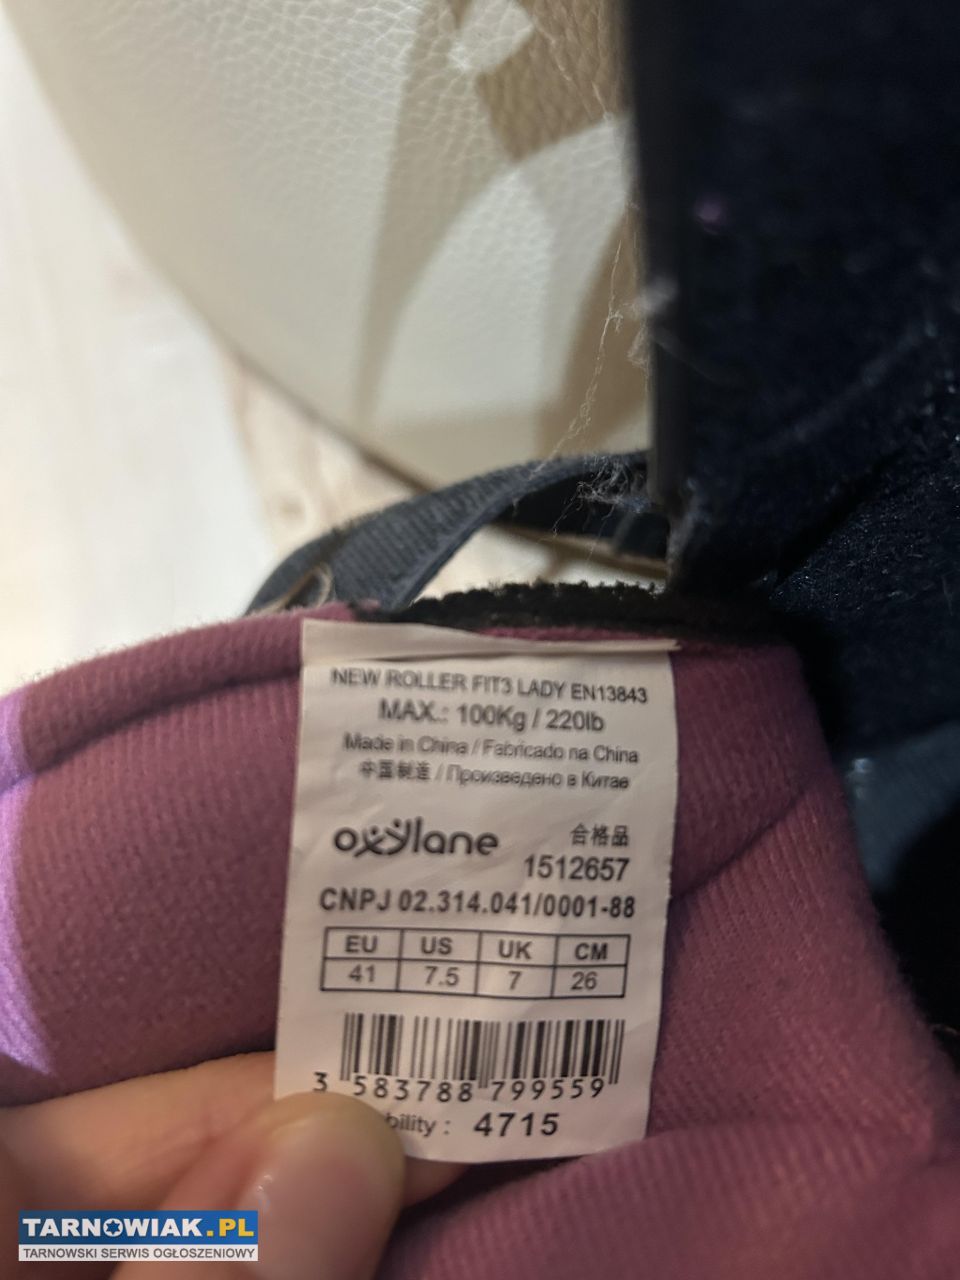 NEW ROLLER FIT3 LADY EN13843
MAX.: 100Kg / 220lb
Made in China / Fabricado na China
中国制造 / Произведено в Китае
oxylane
合格品
1512657
CNPJ 02.314.041/0001-88
EU US UK CM
41 7.5 7 26
3 583788 799559
bility : 4715
TARNOWIAK.PL
TARNOWSKI SERWIS OGŁOSZENIOWY